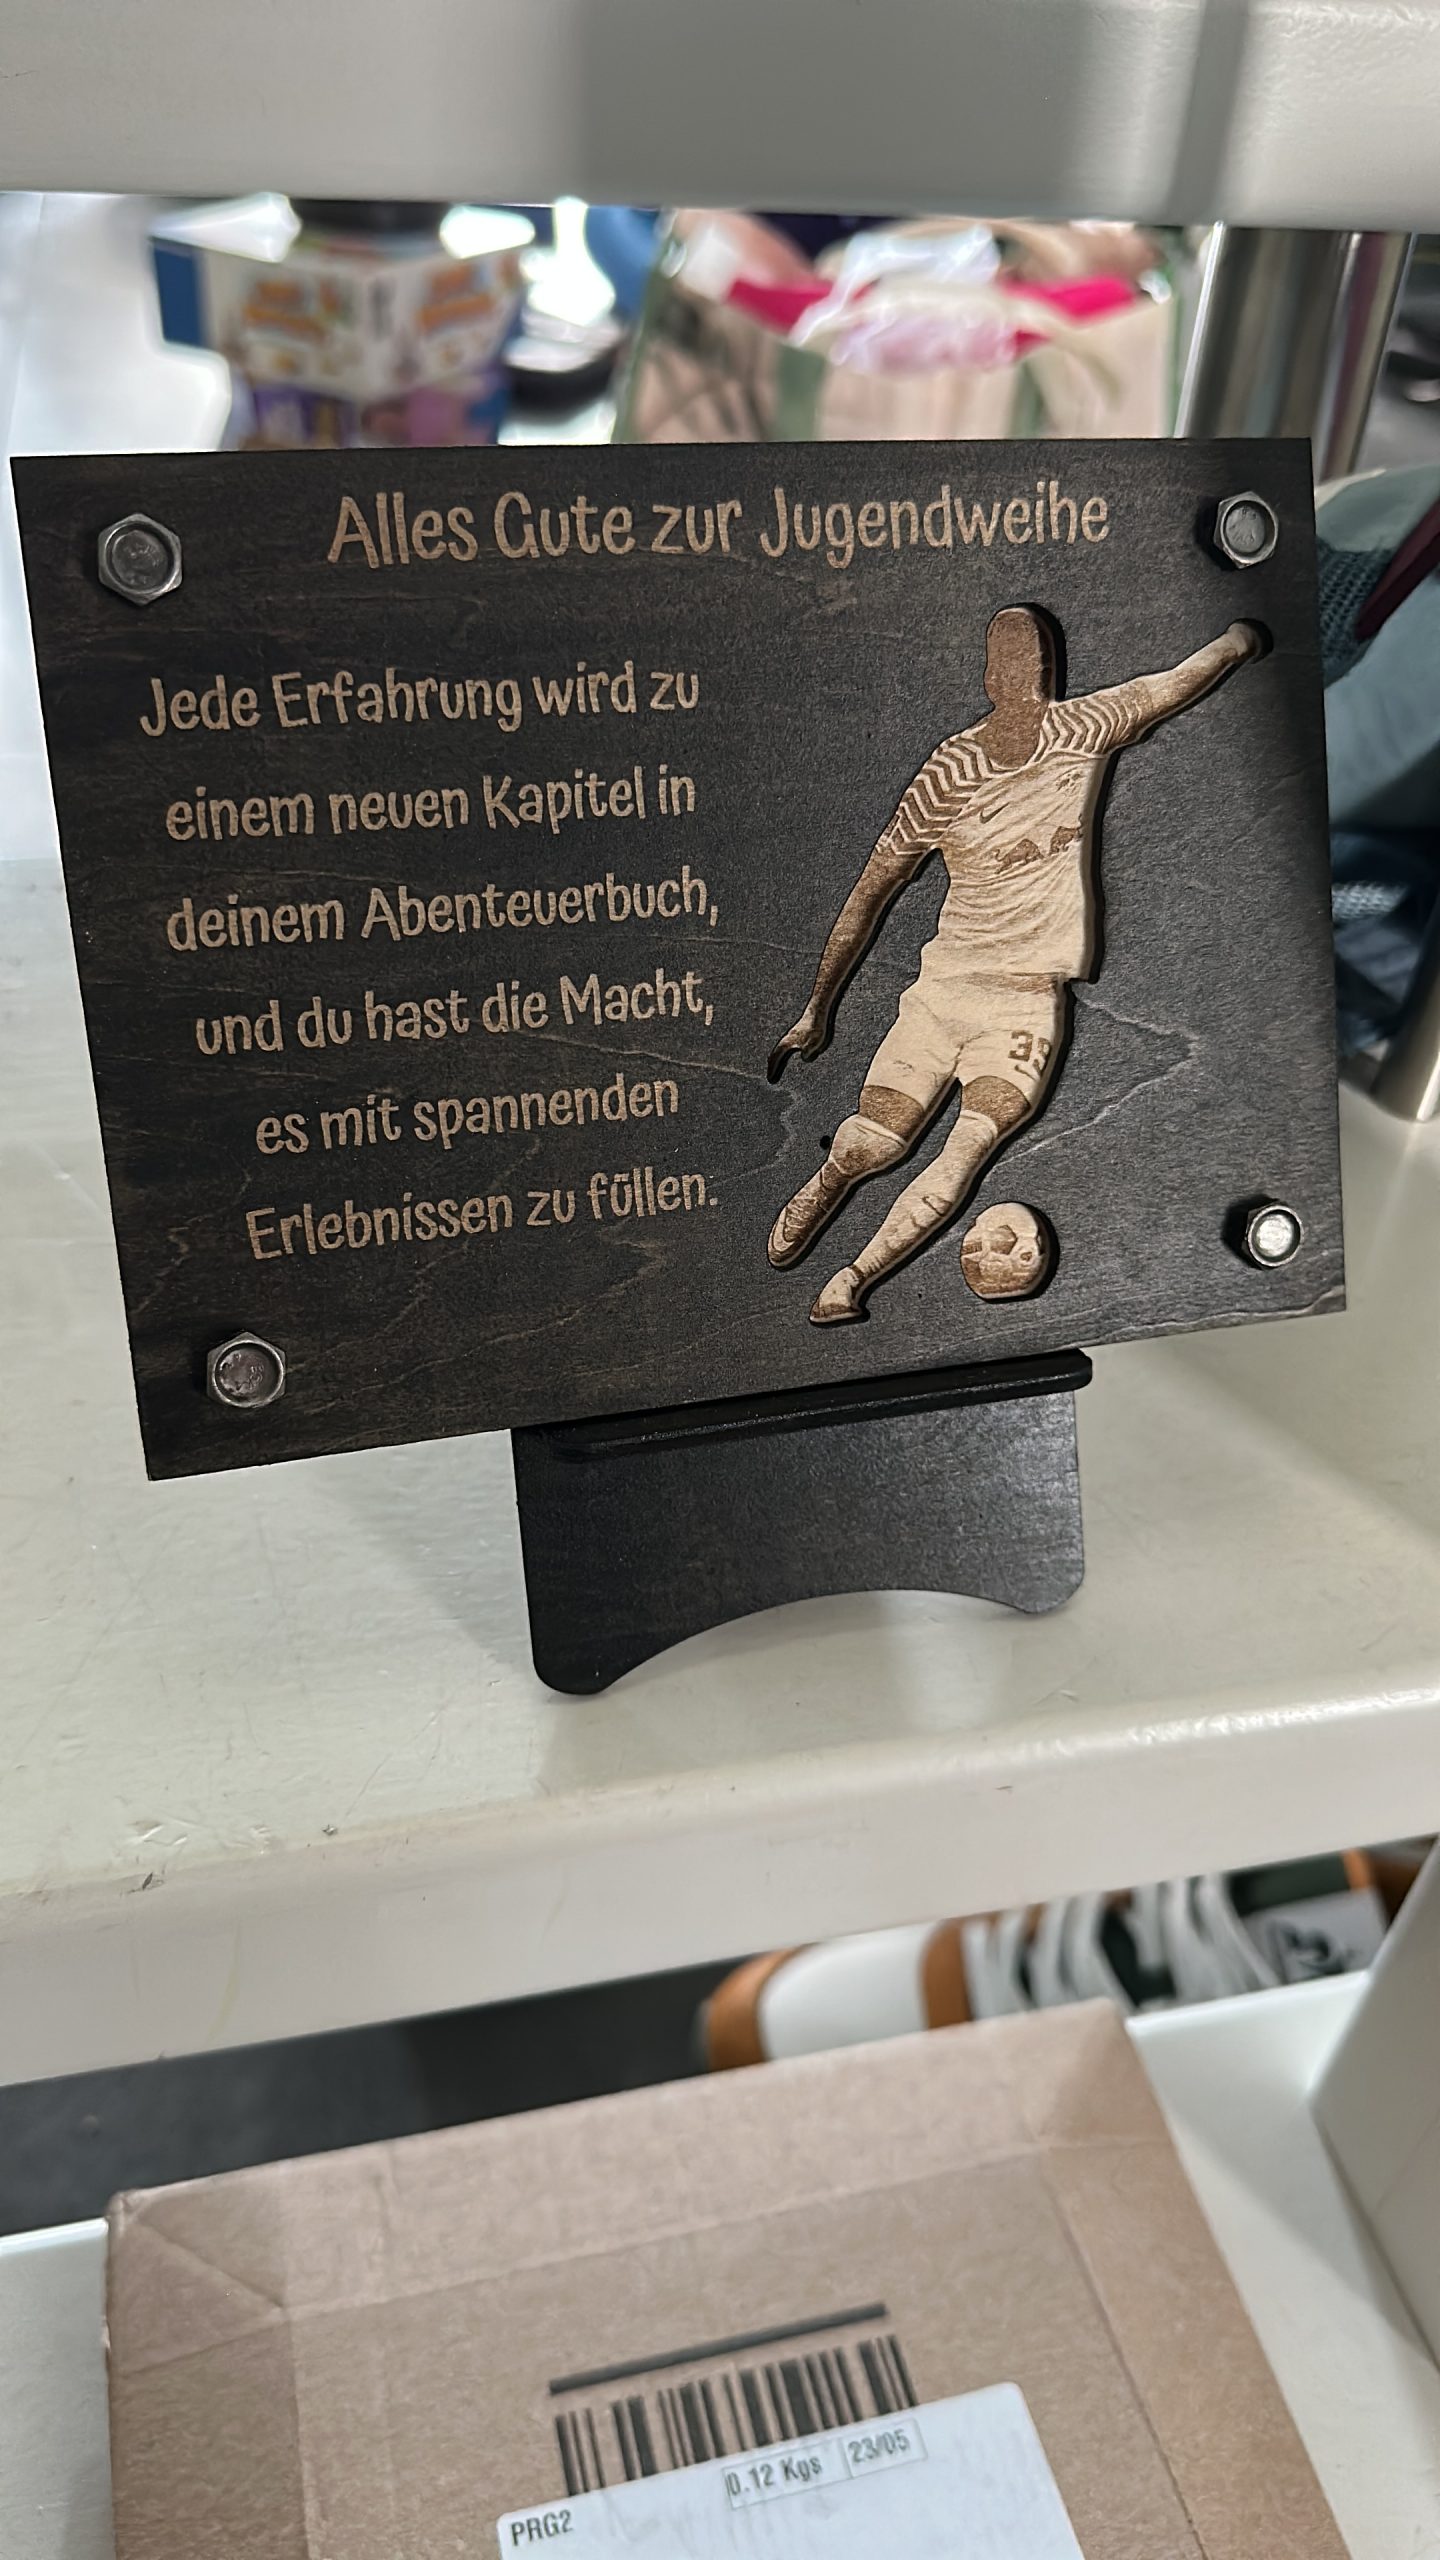 Alles Gute zur Jugendweihe
Jede Erfahrung wird zu
einem neuen Kapitel in
deinem Abenteuerbuch,
und du hast die Macht,
es mit spannenden
Erlebnissen zu füllen.
3
0.12 Kgs 23/05
PRG2